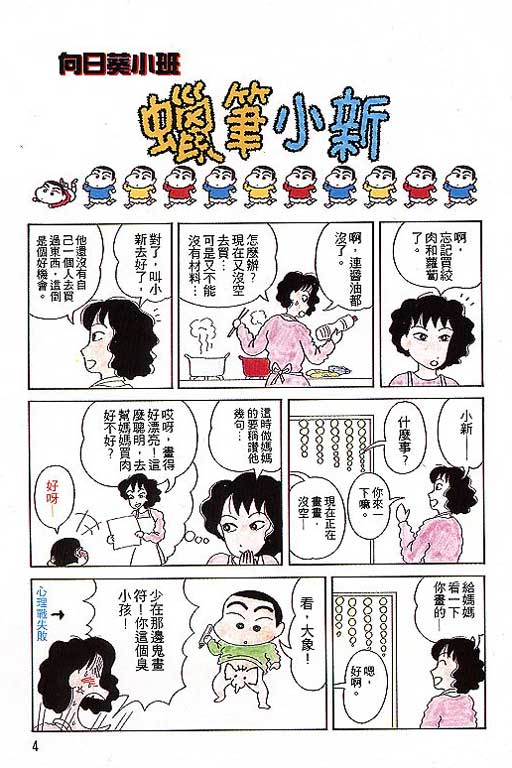 向日葵小班
蠟筆小新
啊，
忘記買絞
肉和蘿蔔
了。
啊，連醬油都
沒了。
怎麼辦？
現在又沒空
去買…
可是又不能
沒有材料…
對了，叫小
新去好了，
他還沒有自
己一個人去買
過東西，這倒
是個好機會。
小新——
什麼事？
你來一
下嘛。
現在正在
畫畫，
沒空——
這時做媽媽
的要稱讚他
幾句…
哎呀，畫得
好漂亮！這
麼聰明！去
幫媽媽買肉
好不好？
好呀—
給媽媽
看一下
你畫的—
嗯，
好啊。
看，大象！
少在那邊鬼畫
符！你這個臭
小孩！
心理戰失敗
4